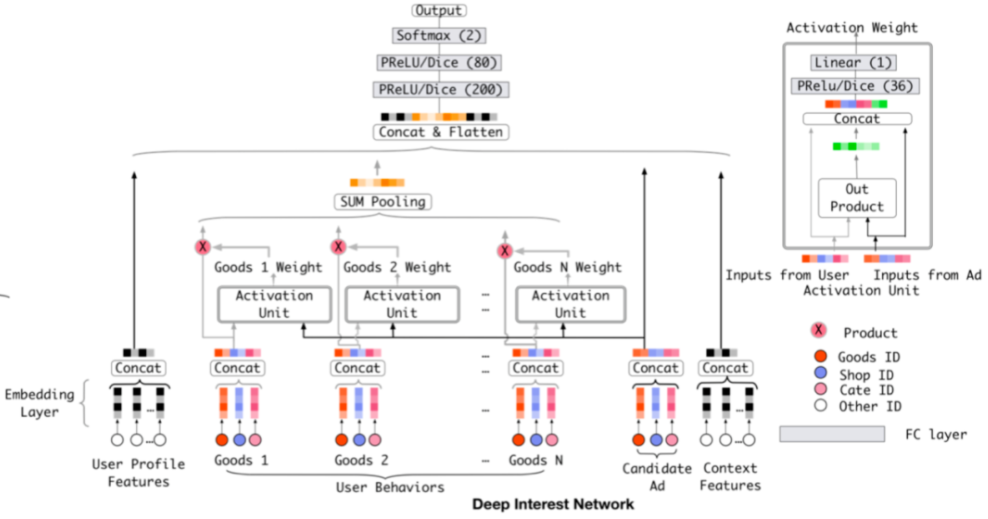 Output
Softmax (2)
PReLU/Dice (80)
PReLU/Dice (200)
Concat & Flatten
SUM Pooling
X
X
X
Goods 1 Weight
Goods 2 Weight
Goods N Weight
Activation
Unit
Activation
Unit
...
...
Activation
Unit
...
Concat
Concat
Concat
...
Concat
Concat
Concat
Embedding
Layer
...
...
...
...
...
...
User Profile
Features
Goods 1
Goods 2
...
Goods N
User Behaviors
Candidate
Ad
Context
Features
Deep Interest Network
Activation Weight
Linear (1)
PRelu/Dice (36)
Concat
Out
Product
Inputs from User
Inputs from Ad
Activation Unit
X
Product
Goods ID
Shop ID
Cate ID
Other ID
FC layer